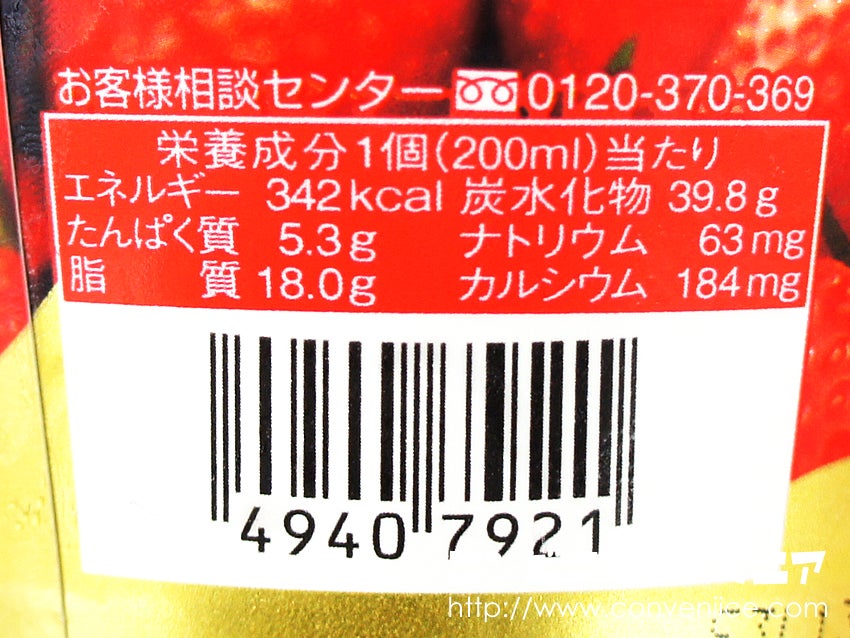 お客様相談センター 0120-370-369
栄養成分1個(200ml)当たり
エネルギー 342kcal 炭水化物 39.8g
たんぱく質 5.3g ナトリウム 63mg
脂質 18.0g カルシウム 184mg
4940 7921